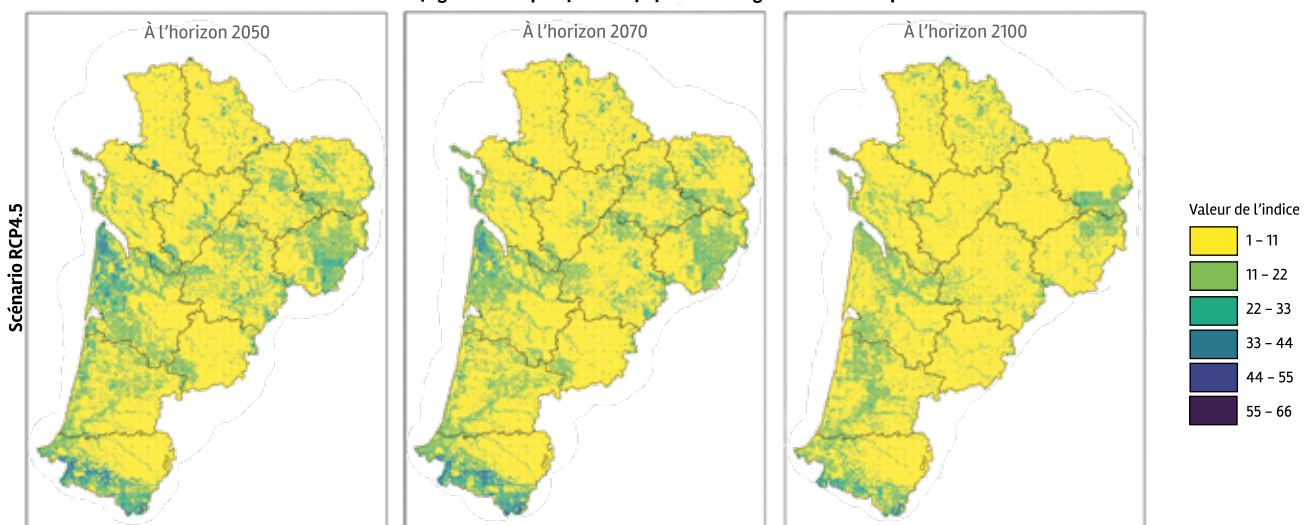 À l'horizon 2050
À l'horizon 2070
À l'horizon 2100
Scénario RCP4.5
Valeur de l'indice
1 – 11
11 – 22
22 – 33
33 – 44
44 – 55
55 – 66